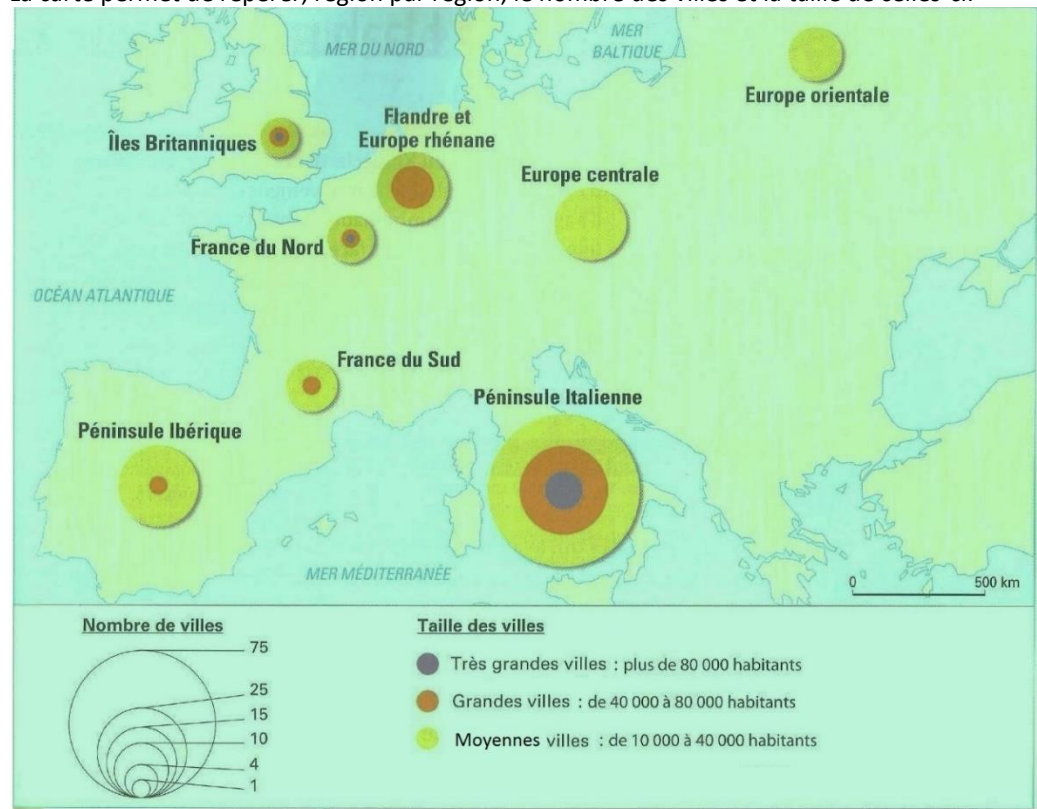 La carte permet de repérer, région par région, le nombre des villes et la taille de celles-ci.
MER DU NORD
MER
BALTIQUE
Europe orientale
Îles Britanniques
Flandre et
Europe rhénane
Europe centrale
France du Nord
OCÉAN ATLANTIQUE
France du Sud
Péninsule Italienne
Péninsule Ibérique
MER MÉDITERRANÉE
0 500 km
Nombre de villes
75
25
15
10
4
1
Taille des villes
Très grandes villes : plus de 80 000 habitants
Grandes villes : de 40 000 à 80 000 habitants
Moyennes villes : de 10 000 à 40 000 habitants